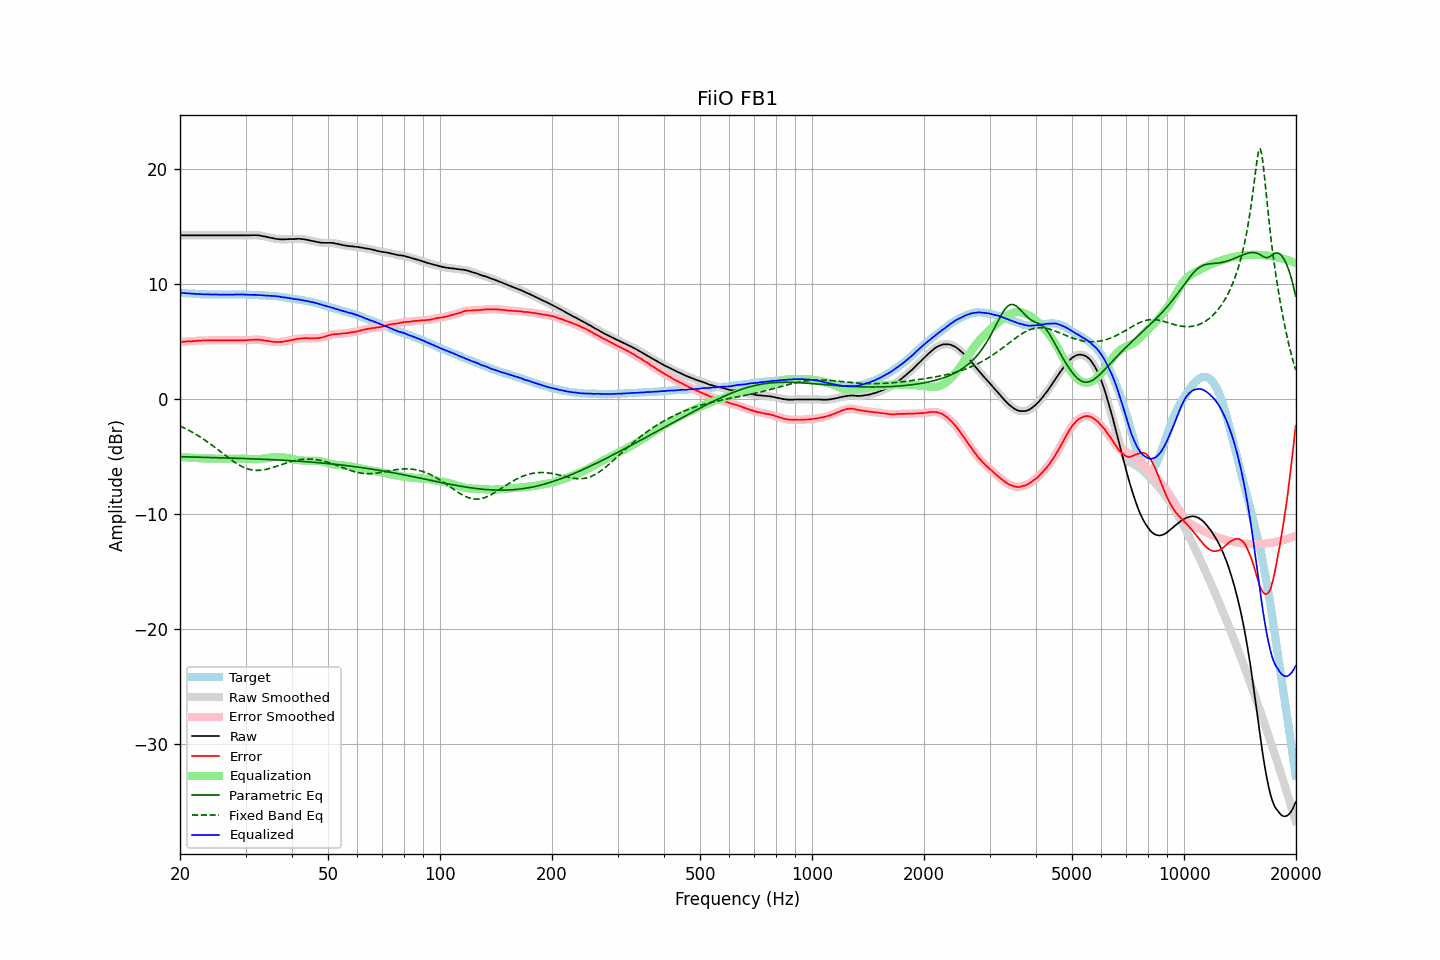 FiiO FB1
Amplitude (dBr)
20
10
0
−10
−20
−30
Target
Raw Smoothed
Error Smoothed
Raw
Error
Equalization
Parametric Eq
Fixed Band Eq
Equalized
20 50 100 200 500 1000 2000 5000 10000 20000
Frequency (Hz)